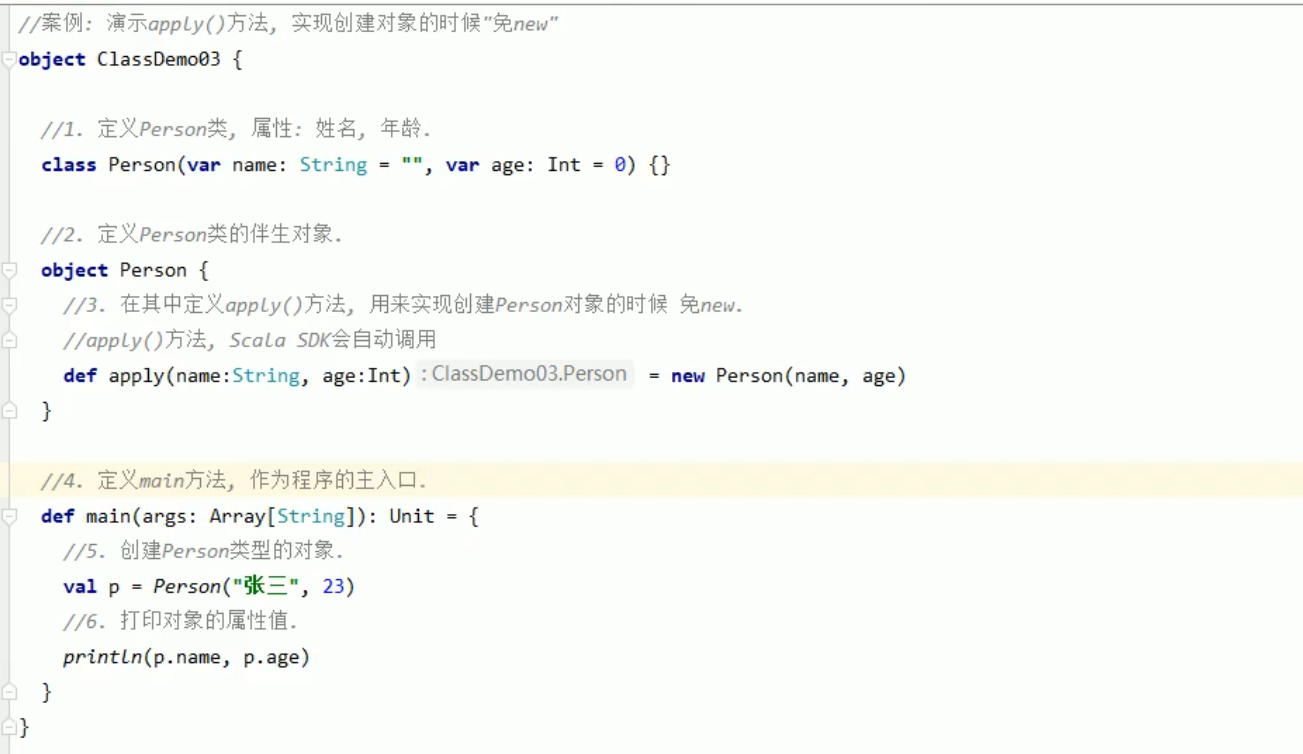 //案例: 演示apply()方法, 实现创建对象的时候"免new"
object ClassDemo03 {
//1. 定义Person类, 属性: 姓名, 年龄.
class Person(var name: String = "", var age: Int = 0) {}
//2. 定义Person类的伴生对象.
object Person {
//3. 在其中定义apply()方法, 用来实现创建Person对象的时候 免new.
//apply()方法, Scala SDK会自动调用
def apply(name:String, age:Int) : ClassDemo03.Person = new Person(name, age)
}
//4. 定义main方法, 作为程序的主入口.
def main(args: Array[String]): Unit = {
//5. 创建Person类型的对象.
val p = Person("张三", 23)
//6. 打印对象的属性值.
println(p.name, p.age)
}
}